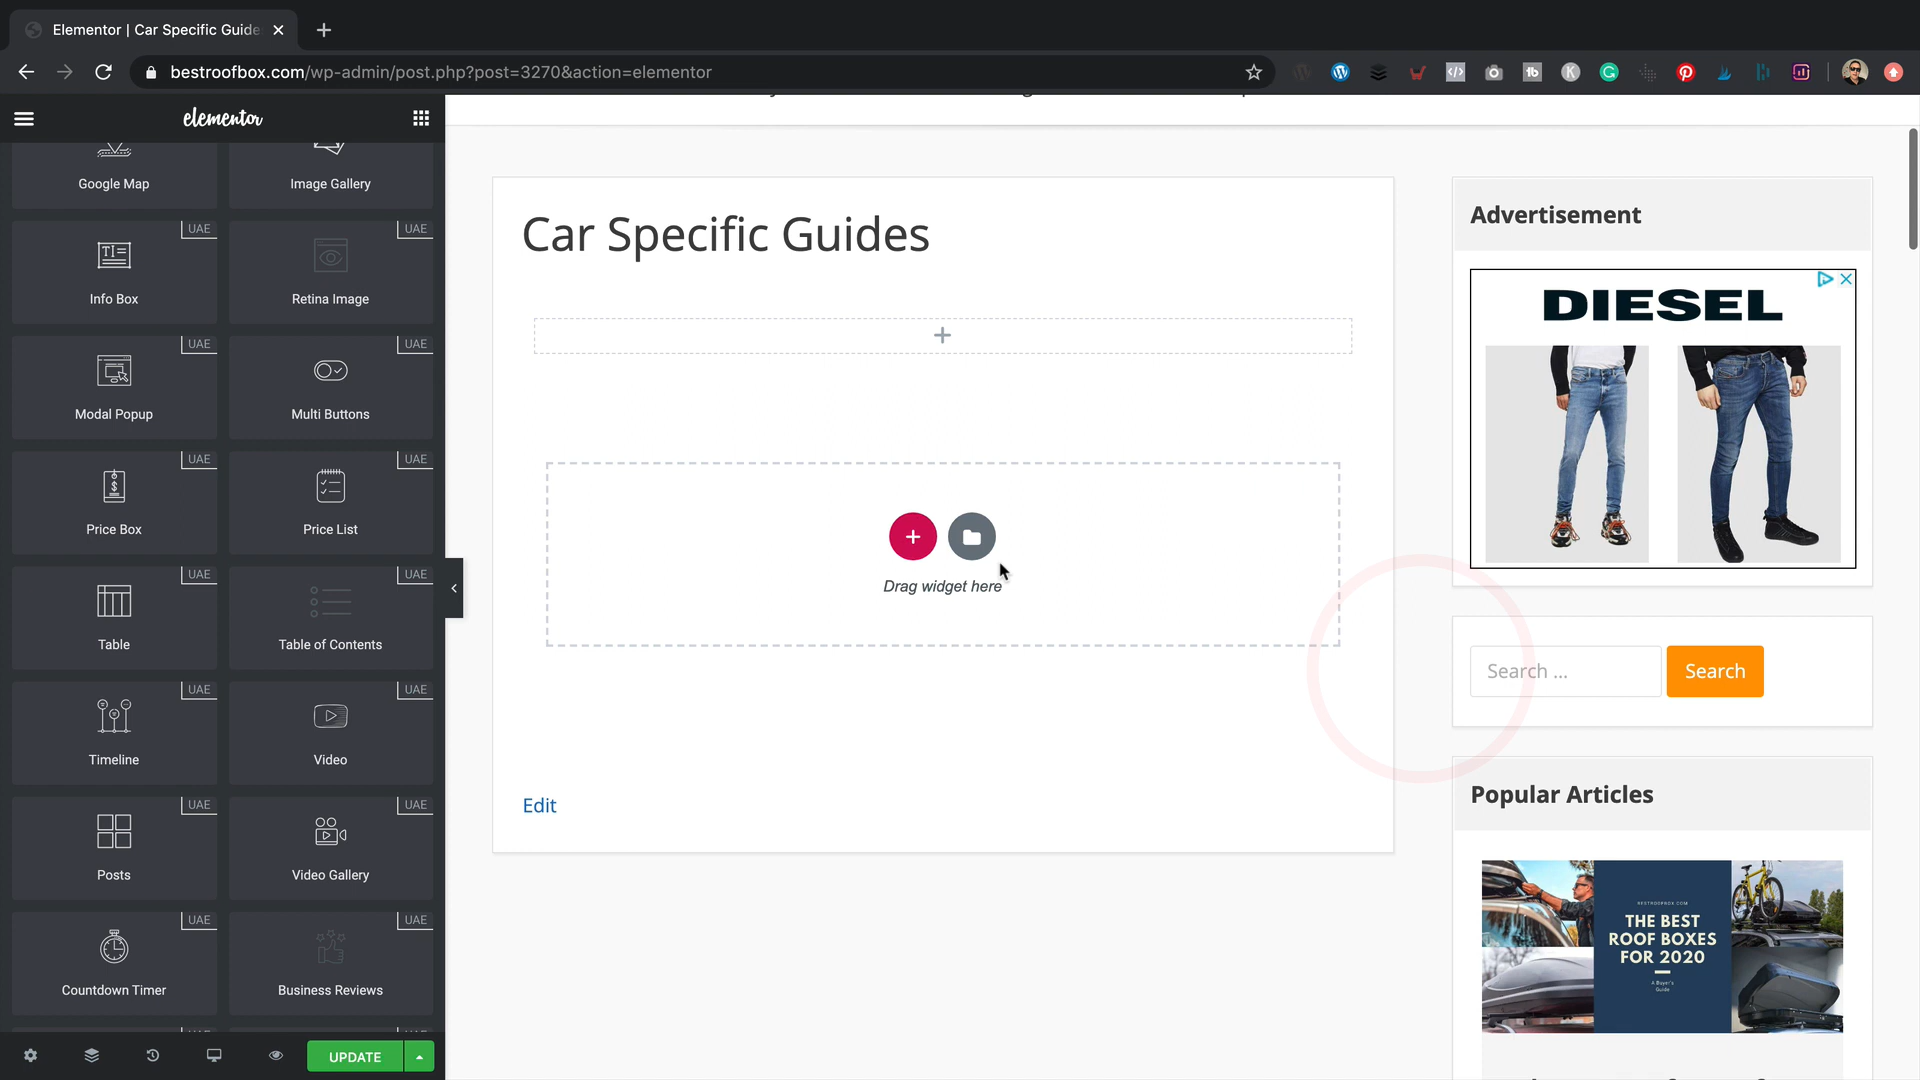 Elementor | Car Specific Guide
bestroofbox.com/wp-admin/post.php?post=3270&action=elementor
elementor
Google Map
Image Gallery
UAE
UAE
Info Box
Retina Image
UAE
UAE
Modal Popup
Multi Buttons
UAE
UAE
Price Box
Price List
UAE
UAE
Table
Table of Contents
UAE
UAE
Timeline
Video
UAE
UAE
Posts
Video Gallery
UAE
UAE
Countdown Timer
Business Reviews
UPDATE
Car Specific Guides
Drag widget here
Edit
Advertisement
DIESEL
Search ...
Search
Popular Articles
BESTROOFBOX.COM
THE BEST
ROOF BOXES
FOR 2020
A Buyer's
Guide